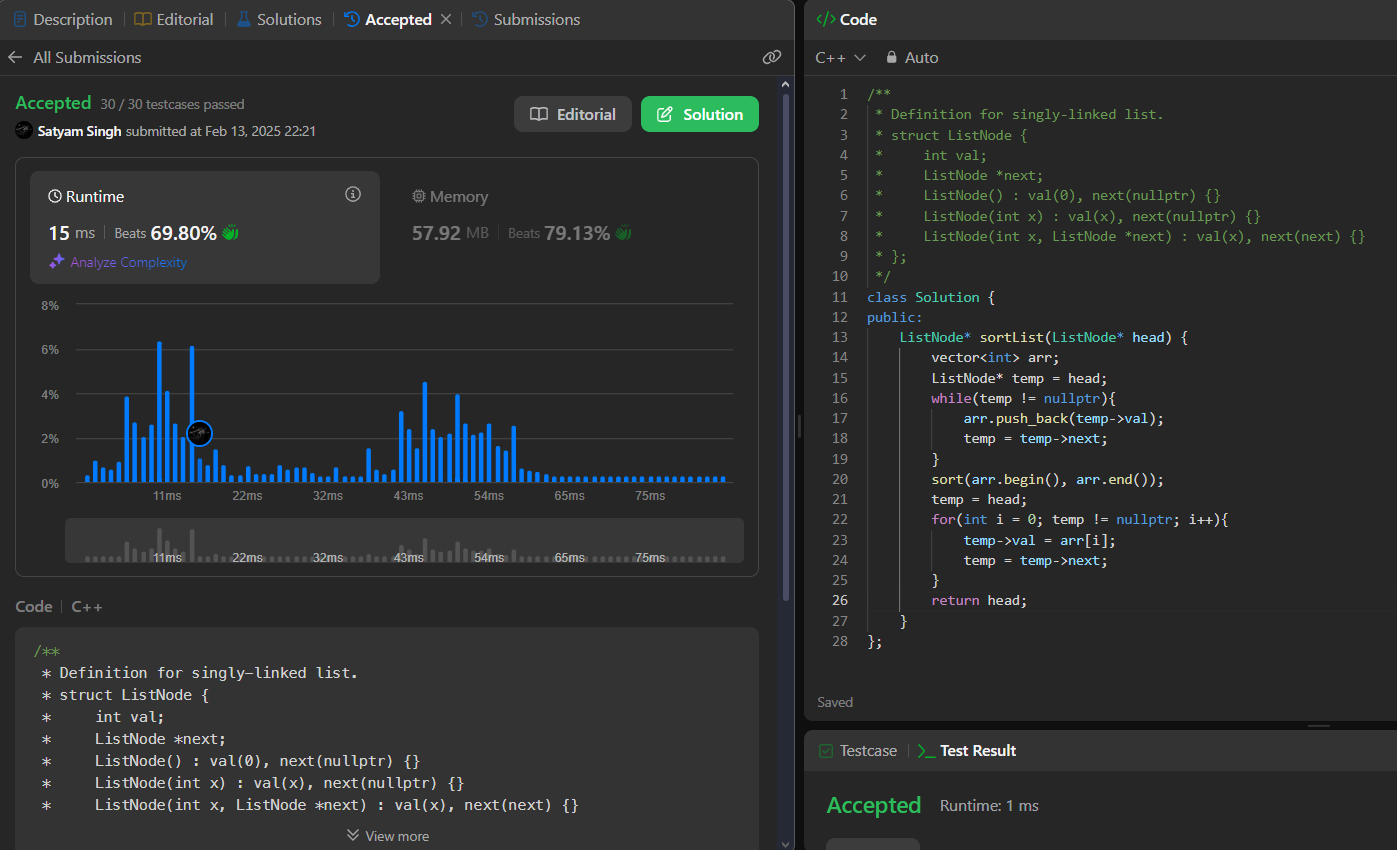 Description | Editorial | Solutions | Accepted | Submissions
All Submissions
Accepted 30 / 30 testcases passed
Satyam Singh submitted at Feb 13, 2025 22:21
Editorial
Solution
Runtime
15 ms | Beats 69.80%
Analyze Complexity
Memory
57.92 MB | Beats 79.13%
8%
6%
4%
2%
0%
11ms 22ms 32ms 43ms 54ms 65ms 75ms
11ms 22ms 32ms 43ms 54ms 65ms 75ms
Code | C++
/**
 * Definition for singly-linked list.
 * struct ListNode {
 *     int val;
 *     ListNode *next;
 *     ListNode() : val(0), next(nullptr) {}
 *     ListNode(int x) : val(x), next(nullptr) {}
 *     ListNode(int x, ListNode *next) : val(x), next(next) {}
View more
</> Code
C++ Auto
1 /**
2  * Definition for singly-linked list.
3  * struct ListNode {
4  *     int val;
5  *     ListNode *next;
6  *     ListNode() : val(0), next(nullptr) {}
7  *     ListNode(int x) : val(x), next(nullptr) {}
8  *     ListNode(int x, ListNode *next) : val(x), next(next) {}
9  * };
10  */
11 class Solution {
12 public:
13     ListNode* sortList(ListNode* head) {
14         vector<int> arr;
15         ListNode* temp = head;
16         while(temp != nullptr){
17             arr.push_back(temp->val);
18             temp = temp->next;
19         }
20         sort(arr.begin(), arr.end());
21         temp = head;
22         for(int i = 0; temp != nullptr; i++){
23             temp->val = arr[i];
24             temp = temp->next;
25         }
26         return head;
27     }
28 };
Saved
Testcase | >_ Test Result
Accepted Runtime: 1 ms